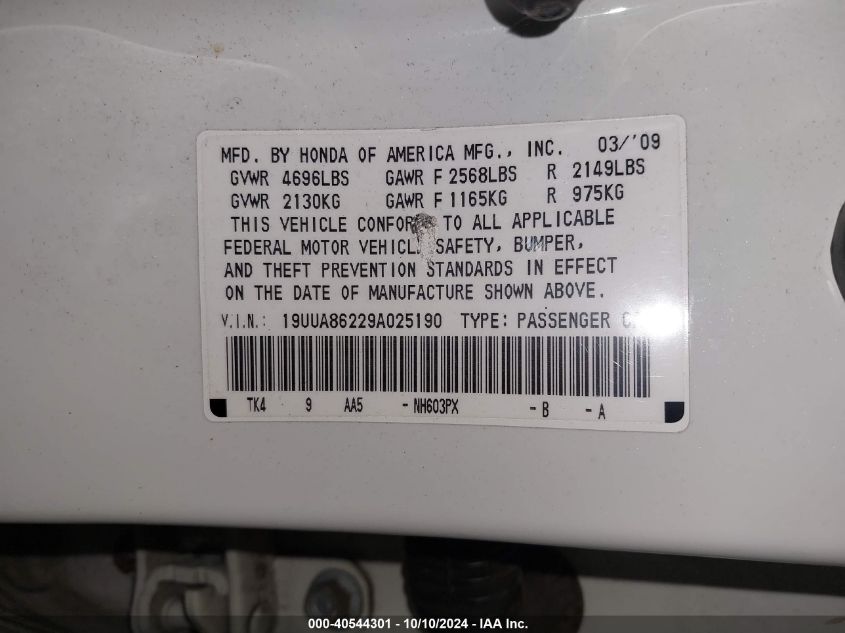 MFD. BY HONDA OF AMERICA MFG., INC. 03/'09
GVWR 4696LBS GAWR F 2568LBS R 2149LBS
GVWR 2130KG GAWR F 1165KG R 975KG
THIS VEHICLE TO ALL APPLICABLE
FEDERAL MOTOR SAFETY, BUMPER,
AND THEFT PREVENTION STANDARDS IN EFFECT
ON THE DATE OF MANUFACTURE SHOWN ABOVE.
V.I.N.: 19UUA86229A025190 TYPE: PASSENGER
TK4 9 AA5 -NH603PX -B -A
000-40544301 - 10/10/2024 - IAA Inc.